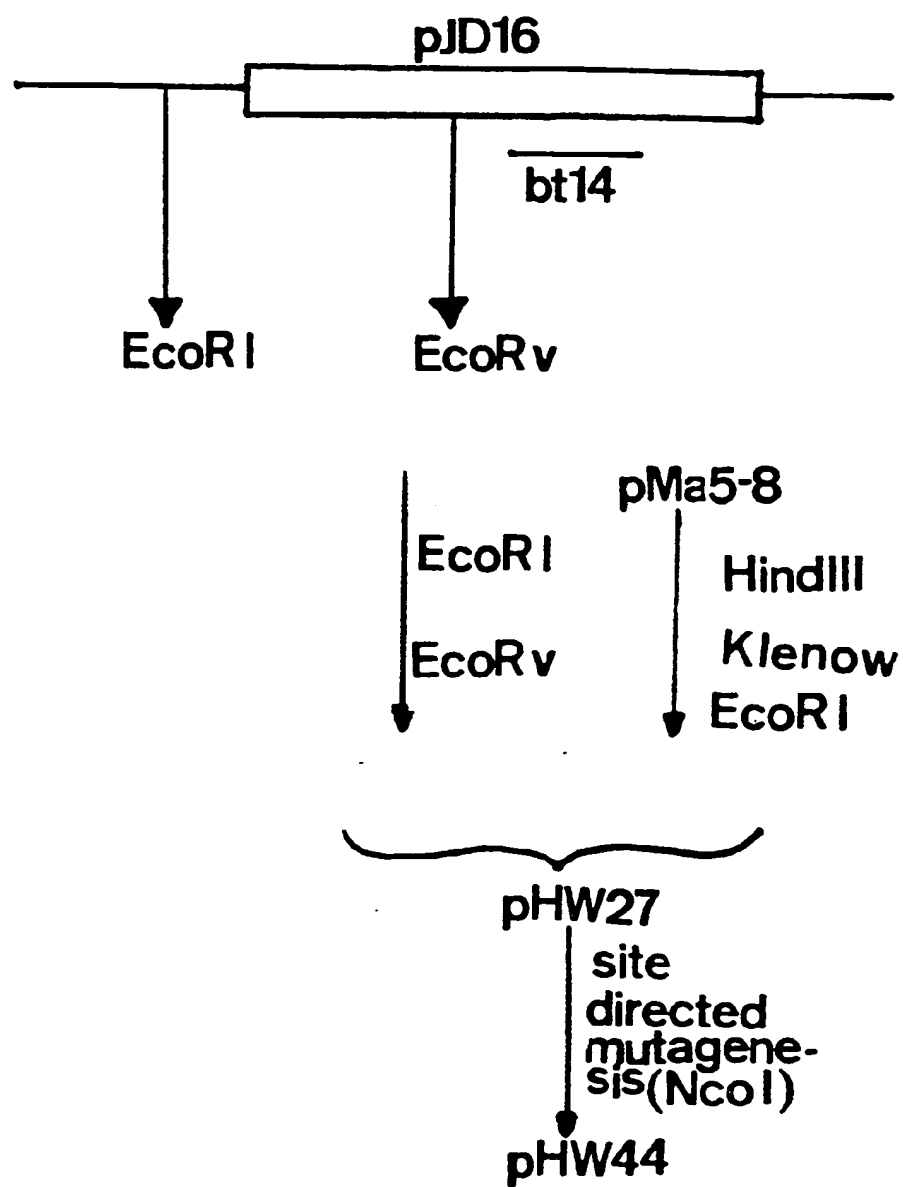 pJD16
bt14
EcoRI
EcoRv
pMa5-8
EcoRI
HindIII
EcoRv
Klenow
EcoRI
pHW27
site
directed
mutagene-
sis(NcoI)
pHW44